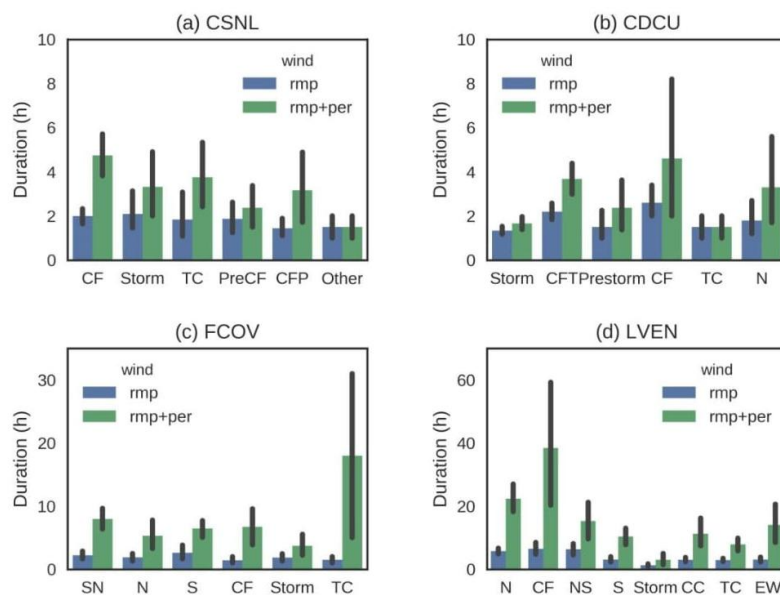 (a) CSNL
10
8
6
4
2
0
Duration (h)
wind
rmp
rmp+per
CF Storm TC PreCF CFP Other
(b) CDCU
10
8
6
4
2
0
Duration (h)
wind
rmp
rmp+per
Storm CFTPrestorm CF TC N
(c) FCOV
30
20
10
0
Duration (h)
wind
rmp
rmp+per
SN N S CF Storm TC
(d) LVEN
60
40
20
0
Duration (h)
wind
rmp
rmp+per
N CF NS S Storm CC TC EW